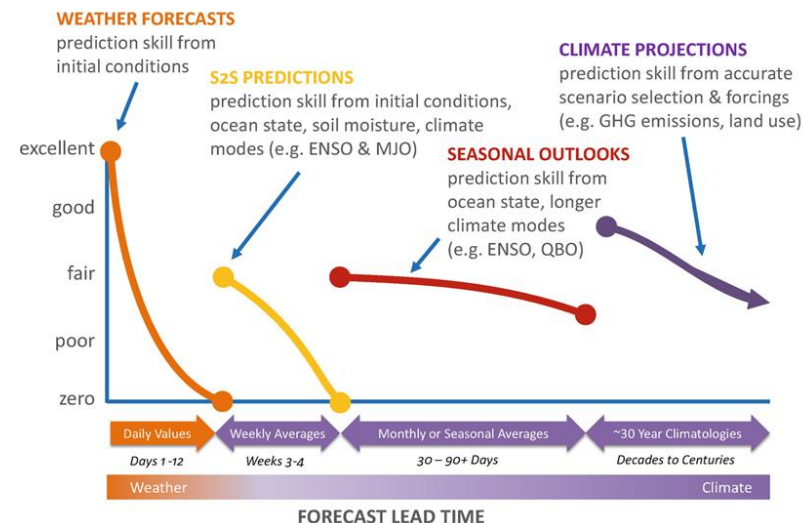 WEATHER FORECASTS
prediction skill from
initial conditions
S2S PREDICTIONS
prediction skill from initial conditions,
ocean state, soil moisture, climate
modes (e.g. ENSO & MJO)
CLIMATE PROJECTIONS
prediction skill from accurate
scenario selection & forcings
(e.g. GHG emissions, land use)
SEASONAL OUTLOOKS
prediction skill from
ocean state, longer
climate modes
(e.g. ENSO, QBO)
excellent
good
fair
poor
zero
Daily Values
Weekly Averages
Monthly or Seasonal Averages
~30 Year Climatologies
Days 1-12
Weeks 3-4
30 – 90+ Days
Decades to Centuries
Weather
Climate
FORECAST LEAD TIME